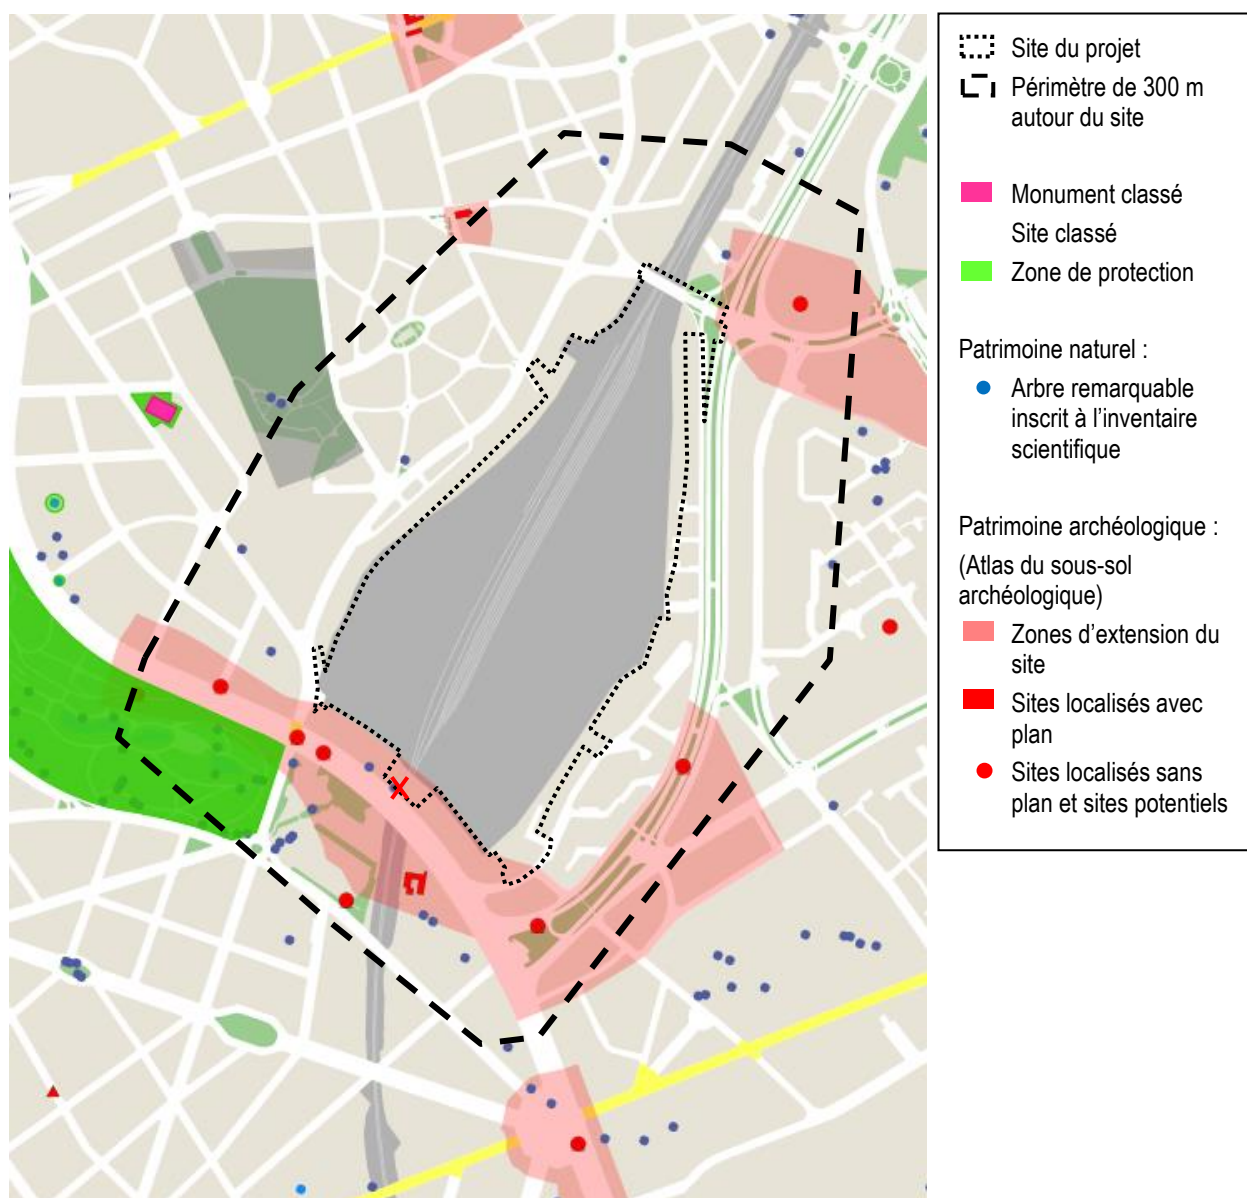 Site du projet
Périmètre de 300 m
autour du site
Monument classé
Site classé
Zone de protection
Patrimoine naturel :
Arbre remarquable
inscrit à l'inventaire
scientifique
Patrimoine archéologique :
(Atlas du sous-sol
archéologique)
Zones d'extension du
site
Sites localisés avec
plan
Sites localisés sans
plan et sites potentiels